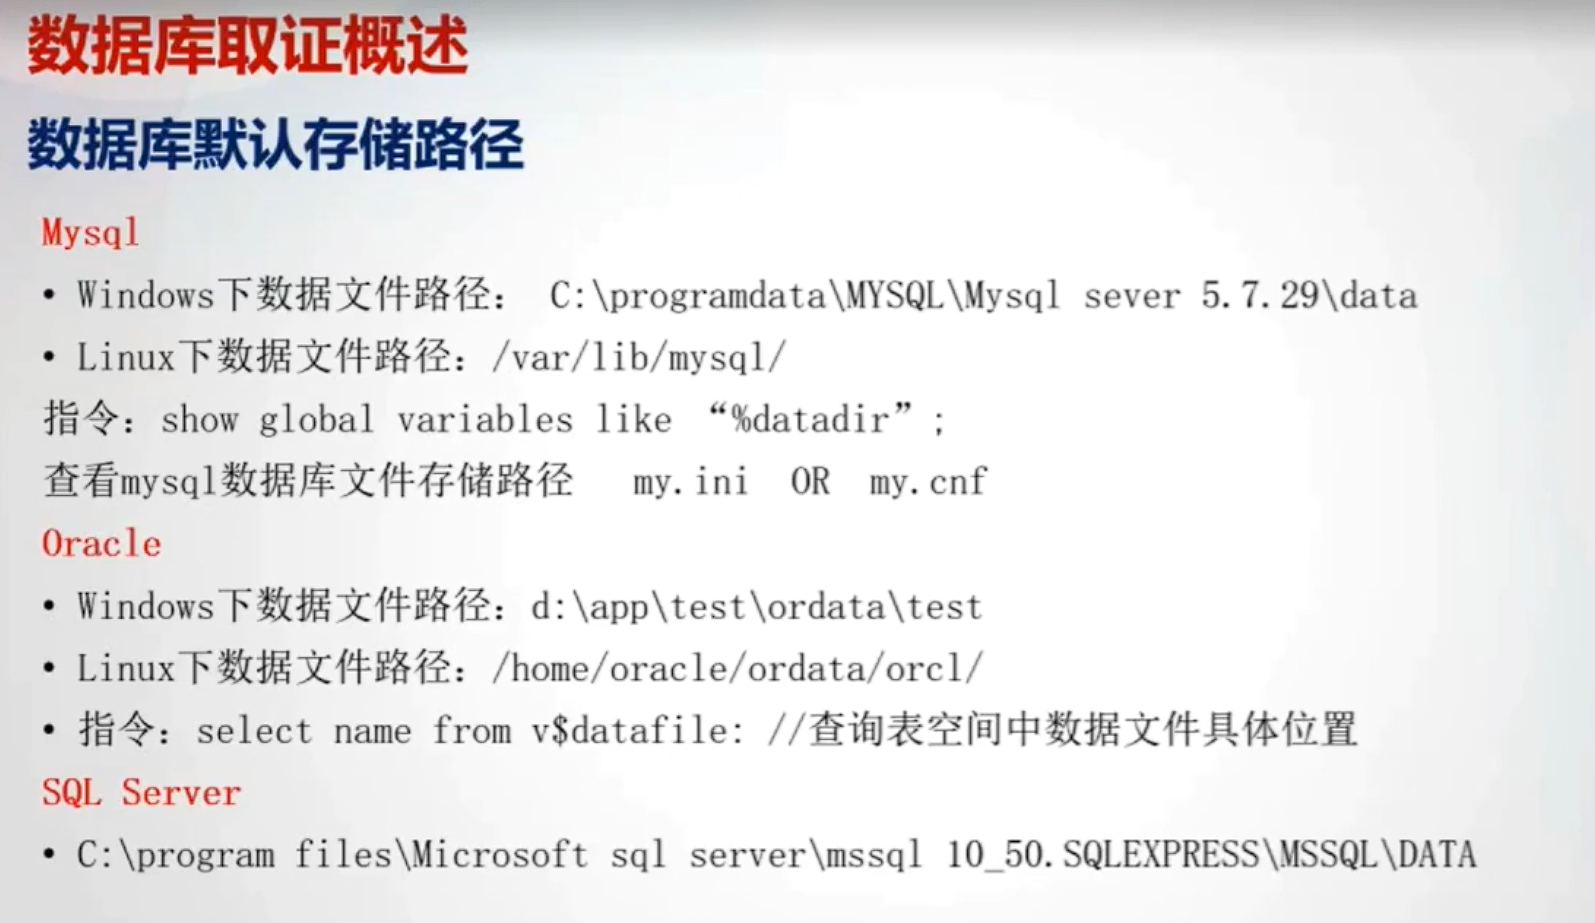 数据库取证概述
数据库默认存储路径
Mysql
• Windows下数据文件路径： C:\programdata\MYSQL\Mysql sever 5.7.29\data
• Linux下数据文件路径：/var/lib/mysql/
指令：show global variables like “%datadir”;
查看mysql数据库文件存储路径 my.ini OR my.cnf
Oracle
• Windows下数据文件路径：d:\app\test\ordata\test
• Linux下数据文件路径：/home/oracle/ordata/orcl/
• 指令：select name from v$datafile: //查询表空间中数据文件具体位置
SQL Server
• C:\program files\Microsoft sql server\mssql 10_50.SQLEXPRESS\MSSQL\DATA